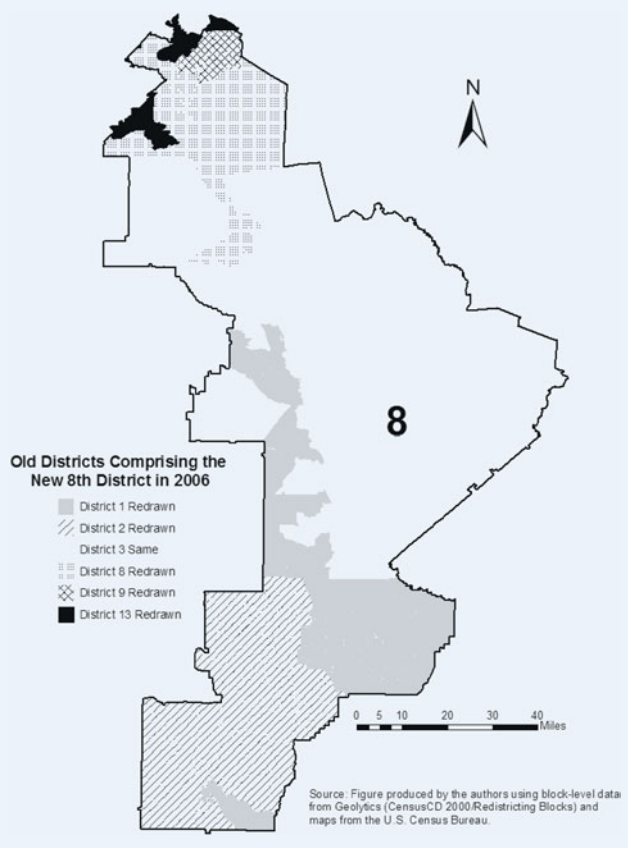 N
8
Old Districts Comprising the
New 8th District in 2006
District 1 Redrawn
District 2 Redrawn
District 3 Same
District 8 Redrawn
District 9 Redrawn
District 13 Redrawn
0 5 10 20 30 40
Miles
Source: Figure produced by the authors using block-level data
from Geolytics (CensusCD 2000/Redistricting Blocks) and
maps from the U.S. Census Bureau.